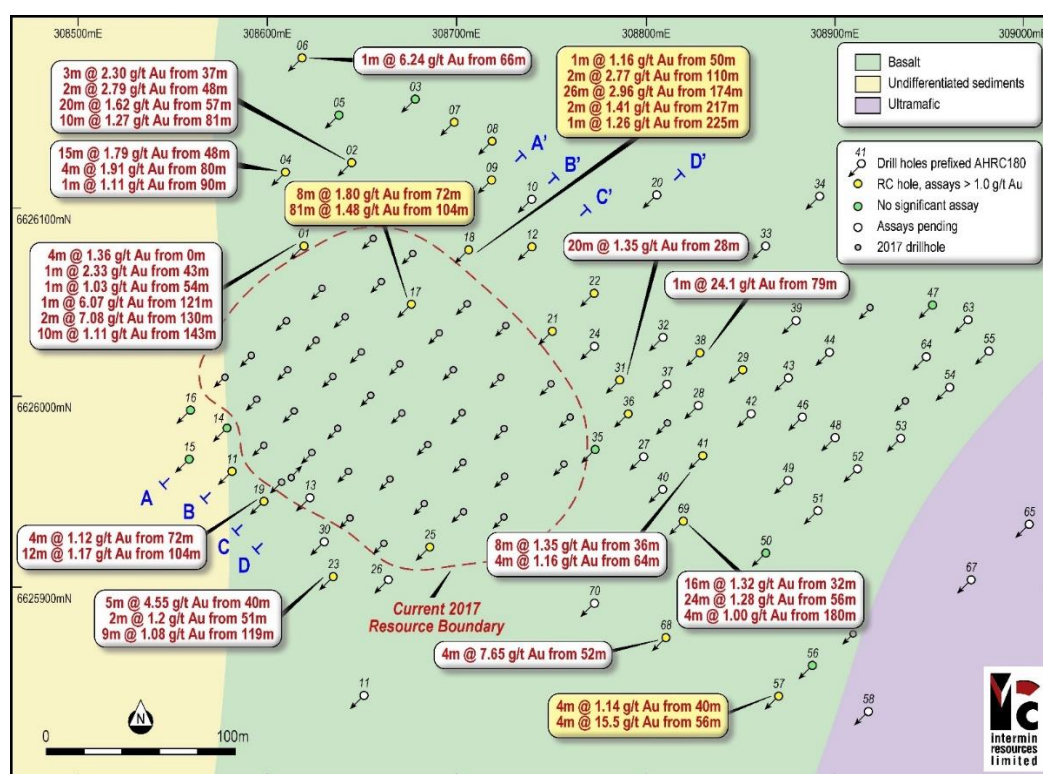 308500mE
308600mE
308700mE
308800mE
308900mE
309000mE
06
1m @ 6.24 g/t Au from 66m
1m @ 1.16 g/t Au from 50m
2m @ 2.77 g/t Au from 110m
26m @ 2.96 g/t Au from 174m
2m @ 1.41 g/t Au from 217m
1m @ 1.26 g/t Au from 225m
Basalt
Undifferentiated sediments
Ultramafic
3m @ 2.30 g/t Au from 37m
2m @ 2.79 g/t Au from 48m
20m @ 1.62 g/t Au from 57m
10m @ 1.27 g/t Au from 81m
05
03
07
08
A'
B'
C'
D'
41
Drill holes prefixed AHRC180
RC hole, assays > 1.0 g/t Au
No significant assay
Assays pending
2017 drillhole
15m @ 1.79 g/t Au from 48m
4m @ 1.91 g/t Au from 80m
1m @ 1.11 g/t Au from 90m
04
02
09
10
20
34
8m @ 1.80 g/t Au from 72m
81m @ 1.48 g/t Au from 104m
6626100mN
01
18
12
33
20m @ 1.35 g/t Au from 28m
4m @ 1.36 g/t Au from 0m
1m @ 2.33 g/t Au from 43m
1m @ 1.03 g/t Au from 54m
1m @ 6.07 g/t Au from 121m
2m @ 7.08 g/t Au from 130m
10m @ 1.11 g/t Au from 143m
1m @ 24.1 g/t Au from 79m
17
22
47
21
24
32
39
63
38
44
64
55
31
29
43
37
54
6626000mN
16
36
28
42
46
14
35
48
53
15
11
27
41
52
A
B
19
13
40
49
51
69
65
4m @ 1.12 g/t Au from 72m
12m @ 1.17 g/t Au from 104m
C
D
30
25
8m @ 1.35 g/t Au from 36m
4m @ 1.16 g/t Au from 64m
50
23
26
67
16m @ 1.32 g/t Au from 32m
24m @ 1.28 g/t Au from 56m
4m @ 1.00 g/t Au from 180m
6625900mN
5m @ 4.55 g/t Au from 40m
2m @ 1.2 g/t Au from 51m
9m @ 1.08 g/t Au from 119m
Current 2017
Resource Boundary
70
68
4m @ 7.65 g/t Au from 52m
56
11
57
58
4m @ 1.14 g/t Au from 40m
4m @ 15.5 g/t Au from 56m
N
0
100m
intermin
resources
limited